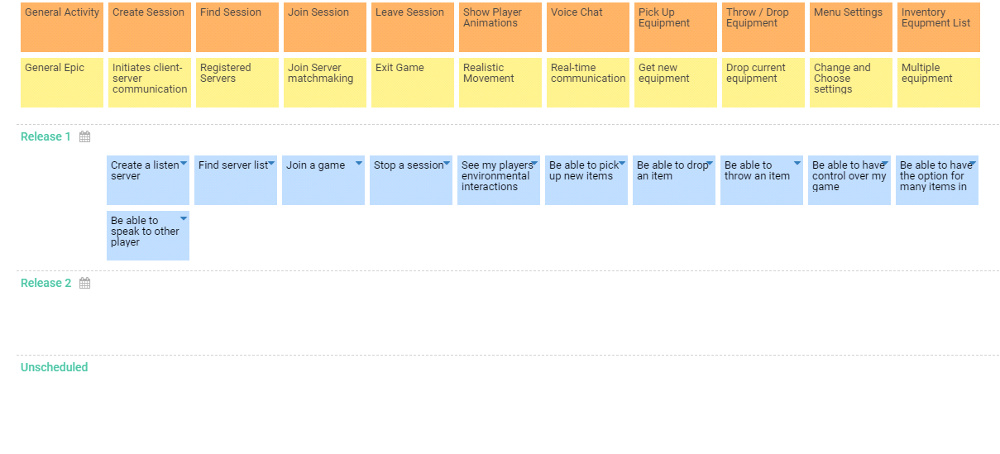 General Activity
Create Session
Find Session
Join Session
Leave Session
Show Player
Animations
Voice Chat
Pick Up
Equipment
Throw / Drop
Equipment
Menu Settings
Inventory
Equpment List
General Epic
Initiates client-
server
communication
Registered
Servers
Join Server
matchmaking
Exit Game
Realistic
Movement
Real-time
communication
Get new
equipment
Drop current
equipment
Change and
Choose
settings
Multiple
equipment
Release 1
Create a listen
server
Find server list
Join a game
Stop a session
See my players
environmental
interactions
Be able to pick
up new items
Be able to drop
an item
Be able to
throw an item
Be able to have
control over my
game
Be able to have
the option for
many items in
Be able to
speak to other
player
Release 2
Unscheduled